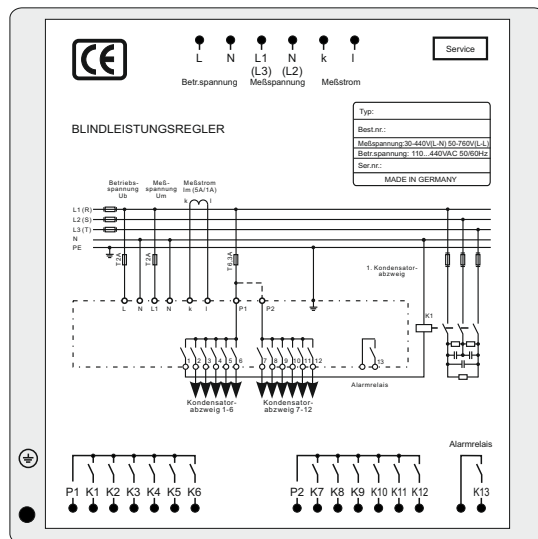 CE
L N L1 N k l
(L3) (L2)
Betr.spannung Meßspannung Meßstrom
Service
BLINDLEISTUNGSREGLER
Typ:
Best.nr.:
Meßspannung:30-440V(L-N) 50-760V(L-L)
Betr.spannung: 110...440VAC 50/60Hz
Ser.nr.:
MADE IN GERMANY
Betriebs-
spannung
Ub
Meß-
spannung
Um
Meßstrom
Im (5A/1A)
k l
L1 (R)
L2 (S)
L3 (T)
N
PE
T2A
T2A
T6.3A
1. Kondensator-
abzweig
L N L1 N k l P1 P2
K1
1 2 3 4 5 6
7 8 9 10 11 12
13
Kondensator-
abzweig 1-6
Kondensator-
abzweig 7-12
Alarmrelais
Alarmrelais
P1 K1 K2 K3 K4 K5 K6
P2 K7 K8 K9 K10 K11 K12
K13